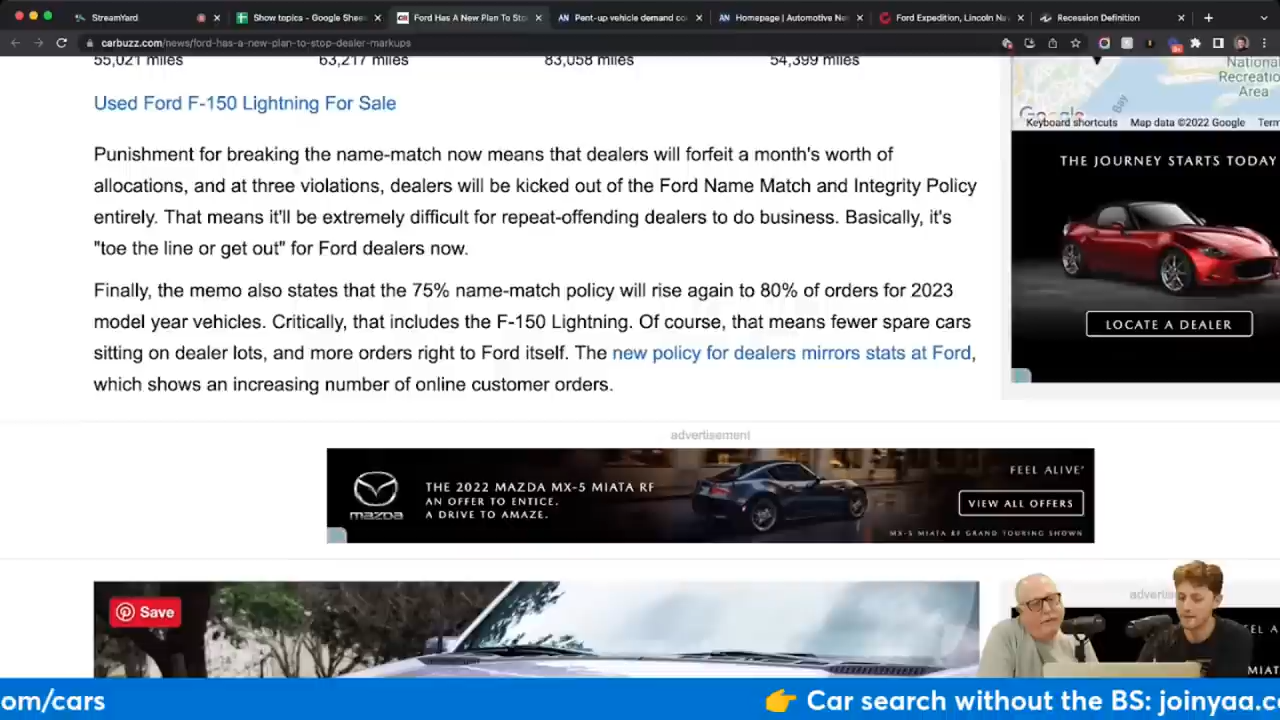 StreamYard
Show topics - Google Shee
Ford Has A New Plan To Sto
Pent-up vehicle demand co
Homepage | Automotive Ne
Ford Expedition, Lincoln Na
Recession Definition
carbuzz.com/news/ford-has-a-new-plan-to-stop-dealer-markups
55,021 miles
63,217 miles
83,058 miles
54,399 miles
Used Ford F-150 Lightning For Sale
Punishment for breaking the name-match now means that dealers will forfeit a month's worth of
allocations, and at three violations, dealers will be kicked out of the Ford Name Match and Integrity Policy
entirely. That means it'll be extremely difficult for repeat-offending dealers to do business. Basically, it's
"toe the line or get out" for Ford dealers now.
Finally, the memo also states that the 75% name-match policy will rise again to 80% of orders for 2023
model year vehicles. Critically, that includes the F-150 Lightning. Of course, that means fewer spare cars
sitting on dealer lots, and more orders right to Ford itself. The new policy for dealers mirrors stats at Ford,
which shows an increasing number of online customer orders.
National
Recreatio
Area
Bay
Google
Keyboard shortcuts
Map data ©2022 Google
Term
THE JOURNEY STARTS TODAY
LOCATE A DEALER
advertisement
mazda
THE 2022 MAZDA MX-5 MIATA RF
AN OFFER TO ENTICE.
A DRIVE TO AMAZE.
FEEL ALIVE
VIEW ALL OFFERS
MX-5 MIATA RF GRAND TOURING SHOWN
Save
advertise
EL A
MIAT
om/cars
👉 Car search without the BS: joinyaa.c